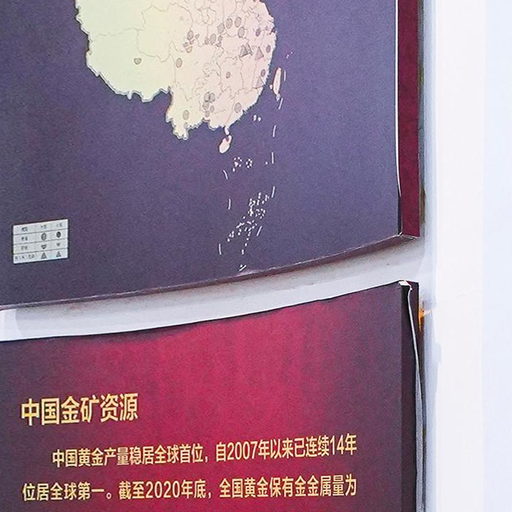 中国金矿资源
中国黄金产量稳居全球首位，自2007年以来已连续14年
位居全球第一。截至2020年底，全国黄金保有金金属量为